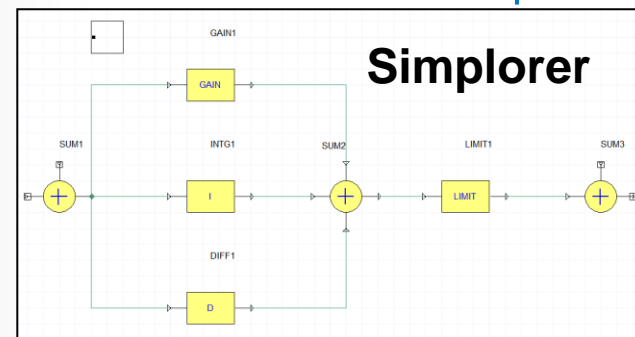 GAIN1
Simplorer
GAIN
SUM1
INTG1
SUM2
LIMIT1
SUM3
+
I
+
LIMIT
+
DIFF1
D